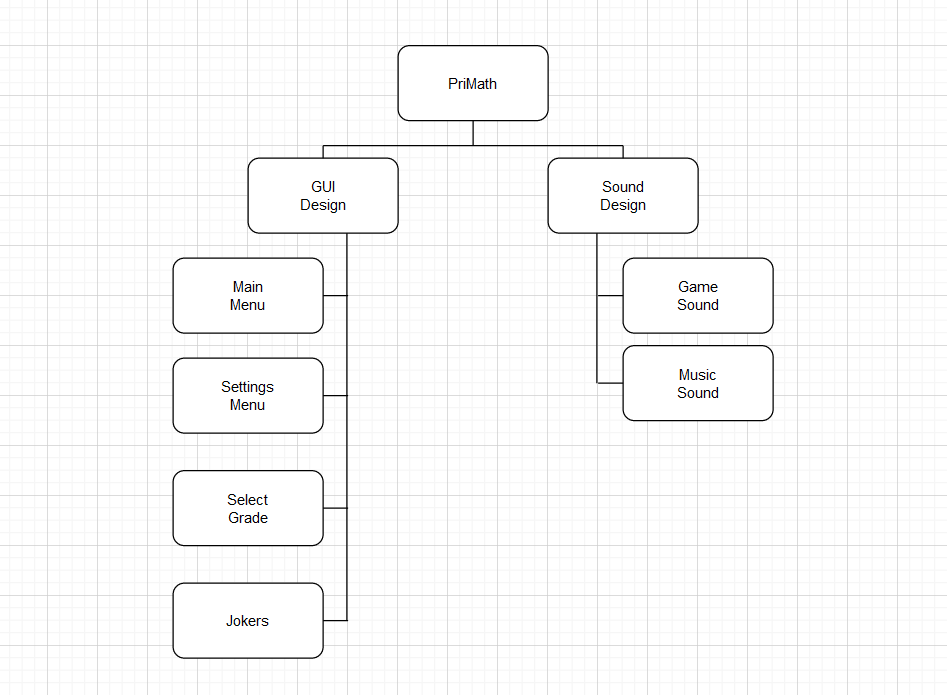 PriMath
GUI
Design
Sound
Design
Main
Menu
Settings
Menu
Select
Grade
Jokers
Game
Sound
Music
Sound